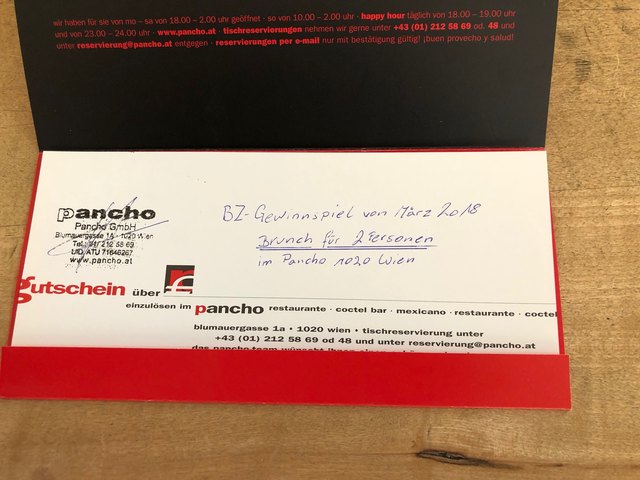 wir haben für sie von mo – sa von 18.00 - 2.00 uhr geöffnet · so von 10.00 – 2.00 uhr · happy hour täglich von 18.00 – 19.00 uhr
und von 23.00 – 24.00 uhr · www.pancho.at · tischreservierungen nehmen wir gerne unter +43 (01) 212 58 69 od. 48 und
unter reservierung@pancho.at entgegen · reservierungen per e-mail nur mit bestätigung gültig! ¡buen provecho y salud!
pancho
Pancho GmbH
Blumauergasse 1A · 1020 Wien
Tel.: 01/ 212 58 69
UID. ATU 71646267
www.pancho.at
BZ-Gewinnspiel von März 2018
Brunch für 2 Personen
im Pancho 1020 Wien
gutschein über
einzulösen im pancho restaurante · coctel bar · mexicano · restaurante · coctel
blumauergasse 1a · 1020 wien · tischreservierung unter
+43 (01) 212 58 69 od 48 und unter reservierung@pancho.at
das pancho-team wünscht ihnen einen